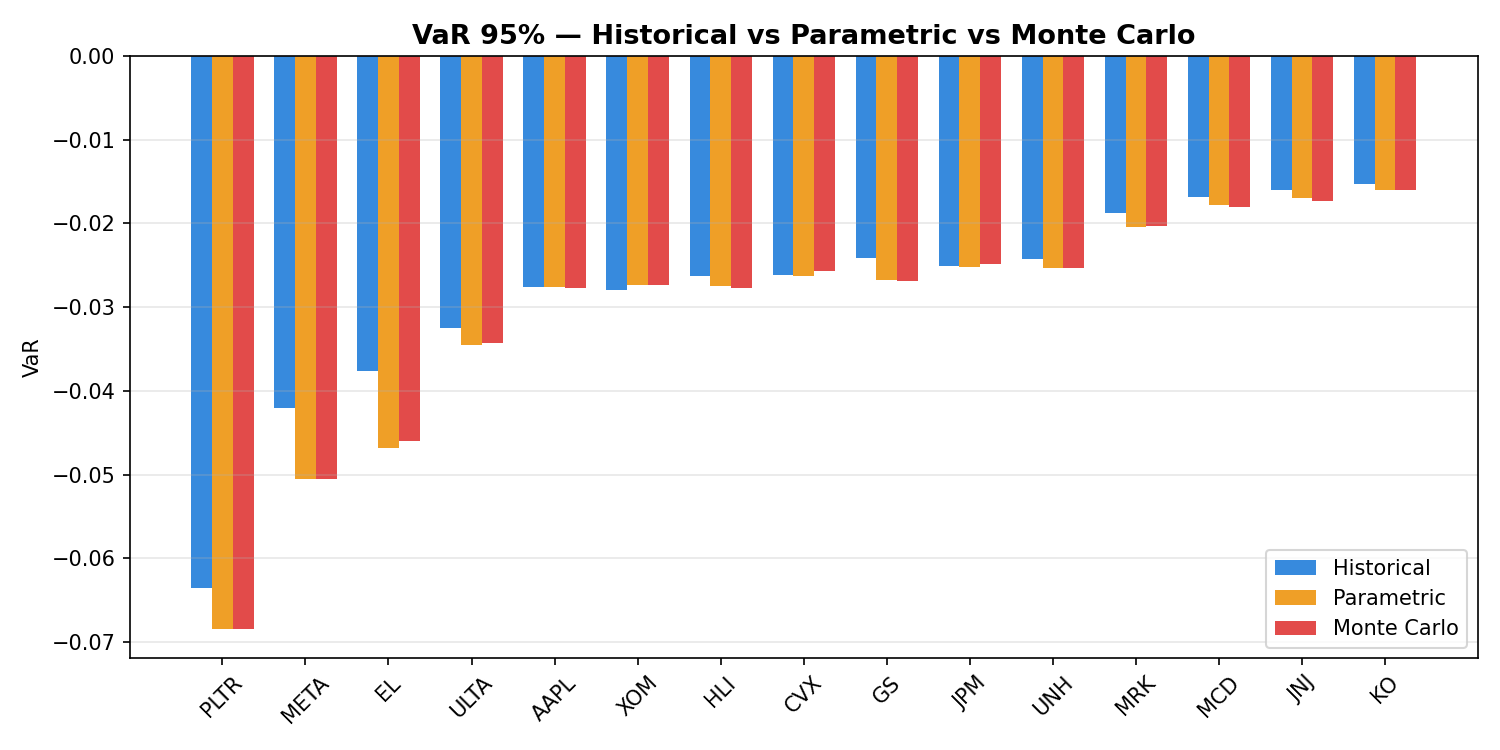 VaR 95% — Historical vs Parametric vs Monte Carlo
0.00
−0.01
−0.02
−0.03
−0.04
−0.05
−0.06
−0.07
VaR
PLTR
META
EL
ULTA
AAPL
XOM
HLI
CVX
GS
JPM
UNH
MRK
MCD
JNJ
KO
Historical
Parametric
Monte Carlo